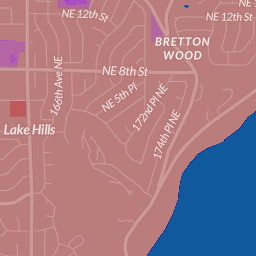 NE 12th St
NE 12th St
BRETTON
WOOD
NE 8th St
166th Ave NE
NE 5th Pl
172nd Pl NE
174th Pl NE
Lake Hills